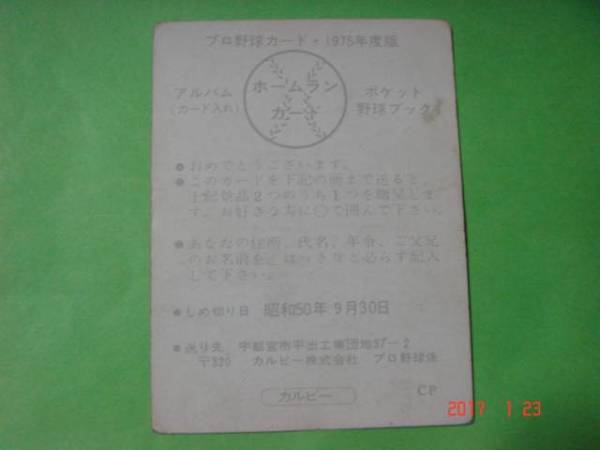 プロ野球カード・1975年度版
アルバム
(カード入れ)
ホームラン
カード
ポケット
野球ブック
●おめでとうございます。
●このカードを下記の所まで送ると、
上記賞品2つのうち1つを贈呈しま
す。お好きな方に○で囲んで下さい。
●あなたの住所、氏名、年令、ご父兄
のお名前を、はっきりと必らず記入
して下さい。
●しめ切り日 昭和50年9月30日
●送り先 宇都宮市平出工業団地37-2
〒320 カルビー株式会社 プロ野球係
カルビー
CP
2017 1 23